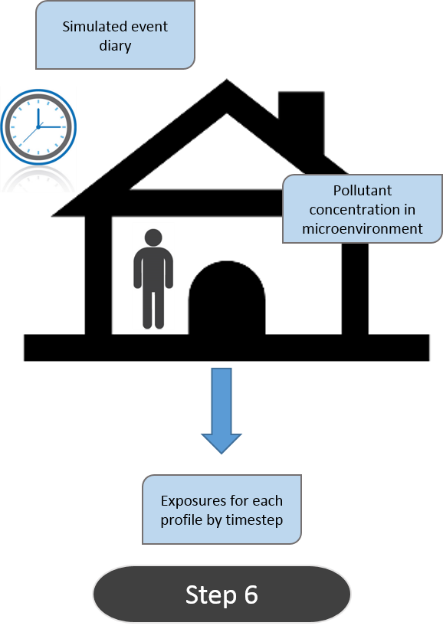 Simulated event
diary
Pollutant
concentration in
microenvironment
Exposures for each
profile by timestep
Step 6